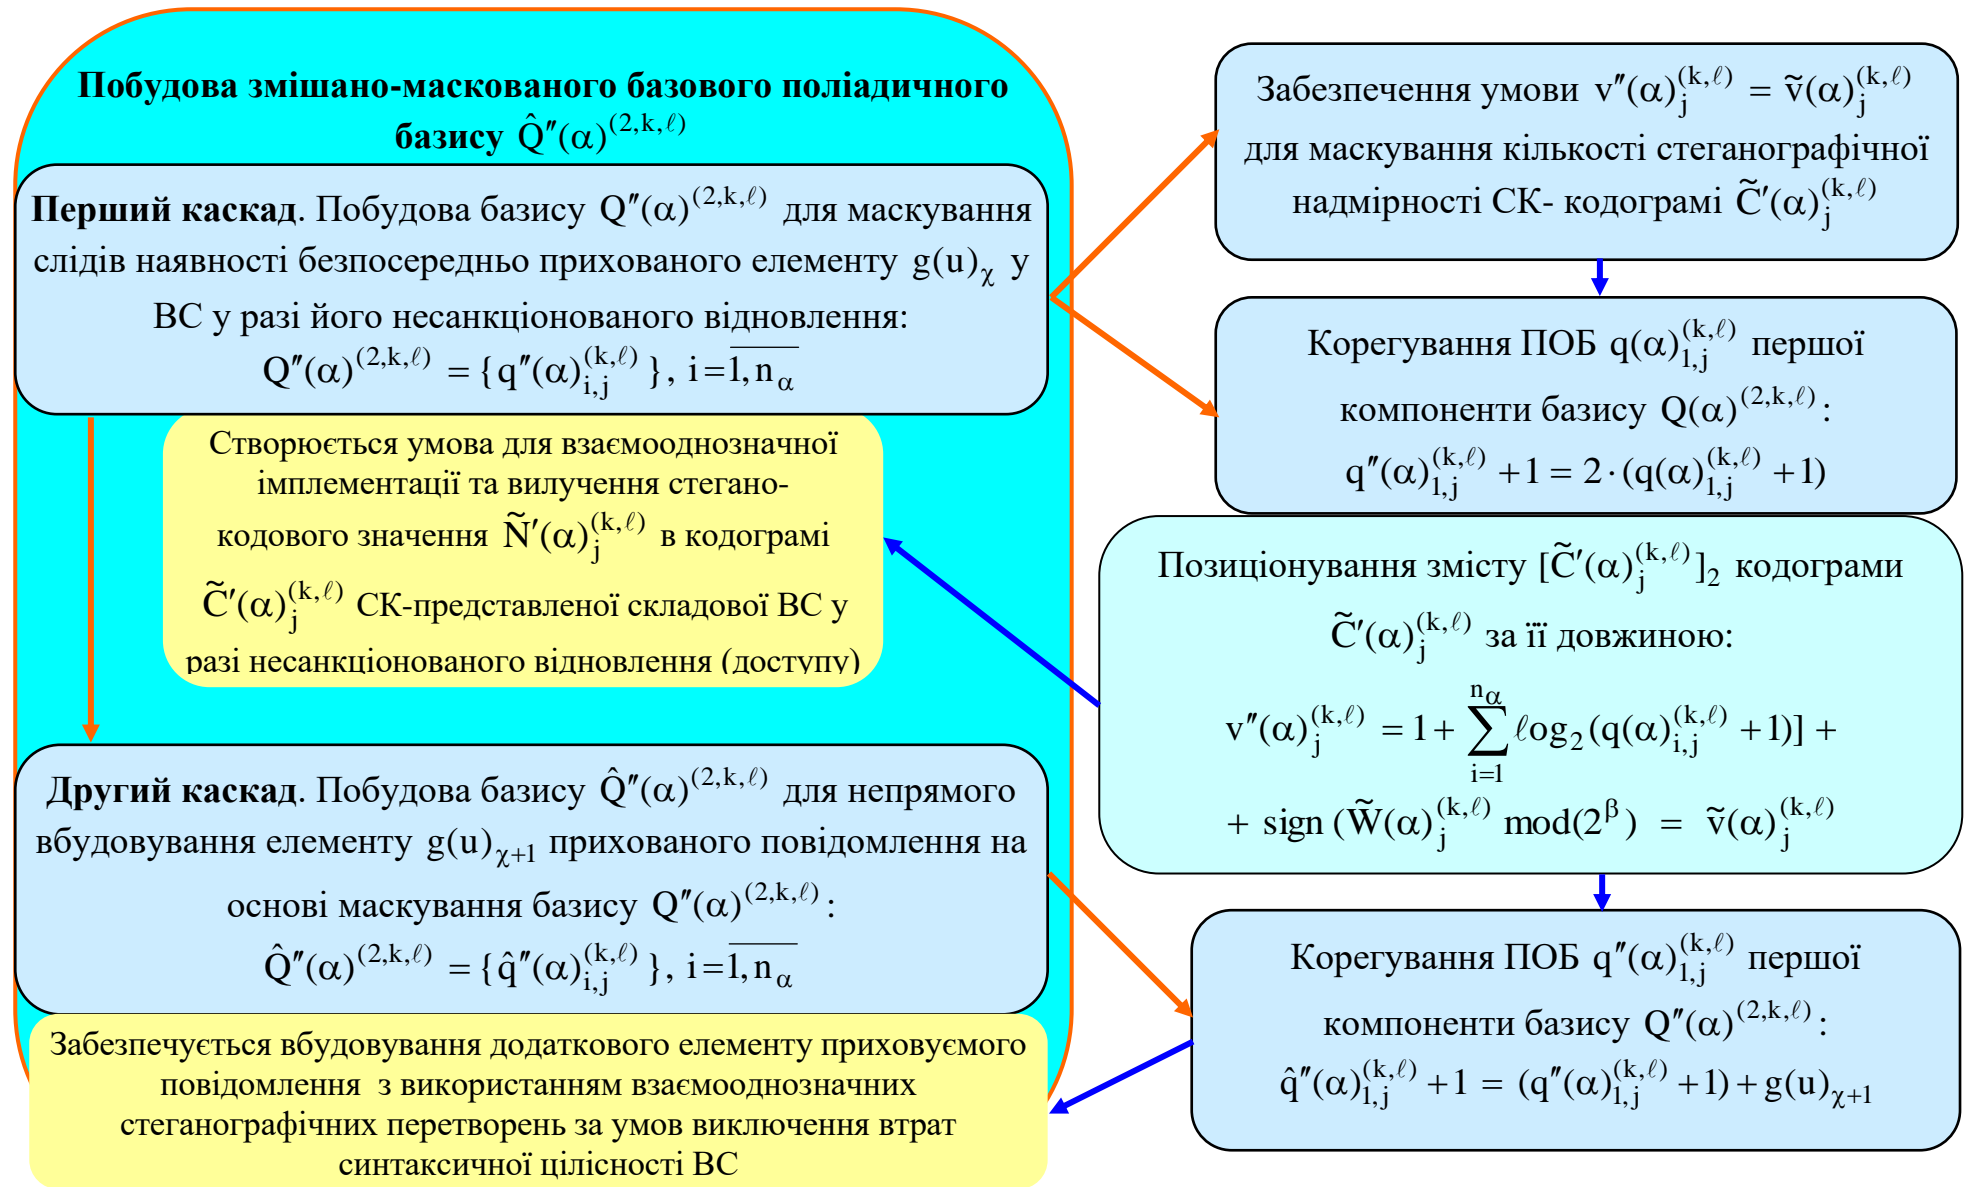 Побудова змішано-маскованого базового поліадичного
базису Q̂″(α)^(2,k,ℓ)
Перший каскад. Побудова базису Q″(α)^(2,k,ℓ) для маскування
слідів наявності безпосередньо прихованого елементу g(u)_χ у
ВС у разі його несанкціонованого відновлення:
Q″(α)^(2,k,ℓ) = {q″(α)_{i,j}^(k,ℓ)}, i=\overline{1,n_α}
Створюється умова для взаємооднозначної
імплементації та вилучення стегано-
кодового значення Ñ′(α)_j^(k,ℓ) в кодограмі
C̃′(α)_j^(k,ℓ) СК-представленої складової ВС у
разі несанкціонованого відновлення (доступу)
Другий каскад. Побудова базису Q̂″(α)^(2,k,ℓ) для непрямого
вбудовування елементу g(u)_{χ+1} прихованого повідомлення на
основі маскування базису Q″(α)^(2,k,ℓ):
Q̂″(α)^(2,k,ℓ) = {q̂″(α)_{i,j}^(k,ℓ)}, i=\overline{1,n_α}
Забезпечується вбудовування додаткового елементу приховуємого
повідомлення з використанням взаємооднозначних
стеганографічних перетворень за умов виключення втрат
синтаксичної цілісності ВС
Забезпечення умови v″(α)_j^(k,ℓ) = ṽ(α)_j^(k,ℓ)
для маскування кількості стеганографічної
надмірності СК- кодограмі C̃′(α)_j^(k,ℓ)
Корегування ПОБ q(α)_{1,j}^(k,ℓ) першої
компоненти базису Q(α)^(2,k,ℓ):
q″(α)_{1,j}^(k,ℓ) +1 = 2·(q(α)_{1,j}^(k,ℓ) +1)
Позиціонування змісту [C̃′(α)_j^(k,ℓ)]_2 кодограми
C̃′(α)_j^(k,ℓ) за її довжиною:
v″(α)_j^(k,ℓ) = 1+ ∑_{i=1}^{n_α} ℓog_2(q(α)_{i,j}^(k,ℓ) +1)] +
+ sign (W̃(α)_j^(k,ℓ) mod(2^β) = ṽ(α)_j^(k,ℓ)
Корегування ПОБ q″(α)_{1,j}^(k,ℓ) першої
компоненти базису Q″(α)^(2,k,ℓ):
q̂″(α)_{1,j}^(k,ℓ) +1 = (q″(α)_{1,j}^(k,ℓ) +1) + g(u)_{χ+1}